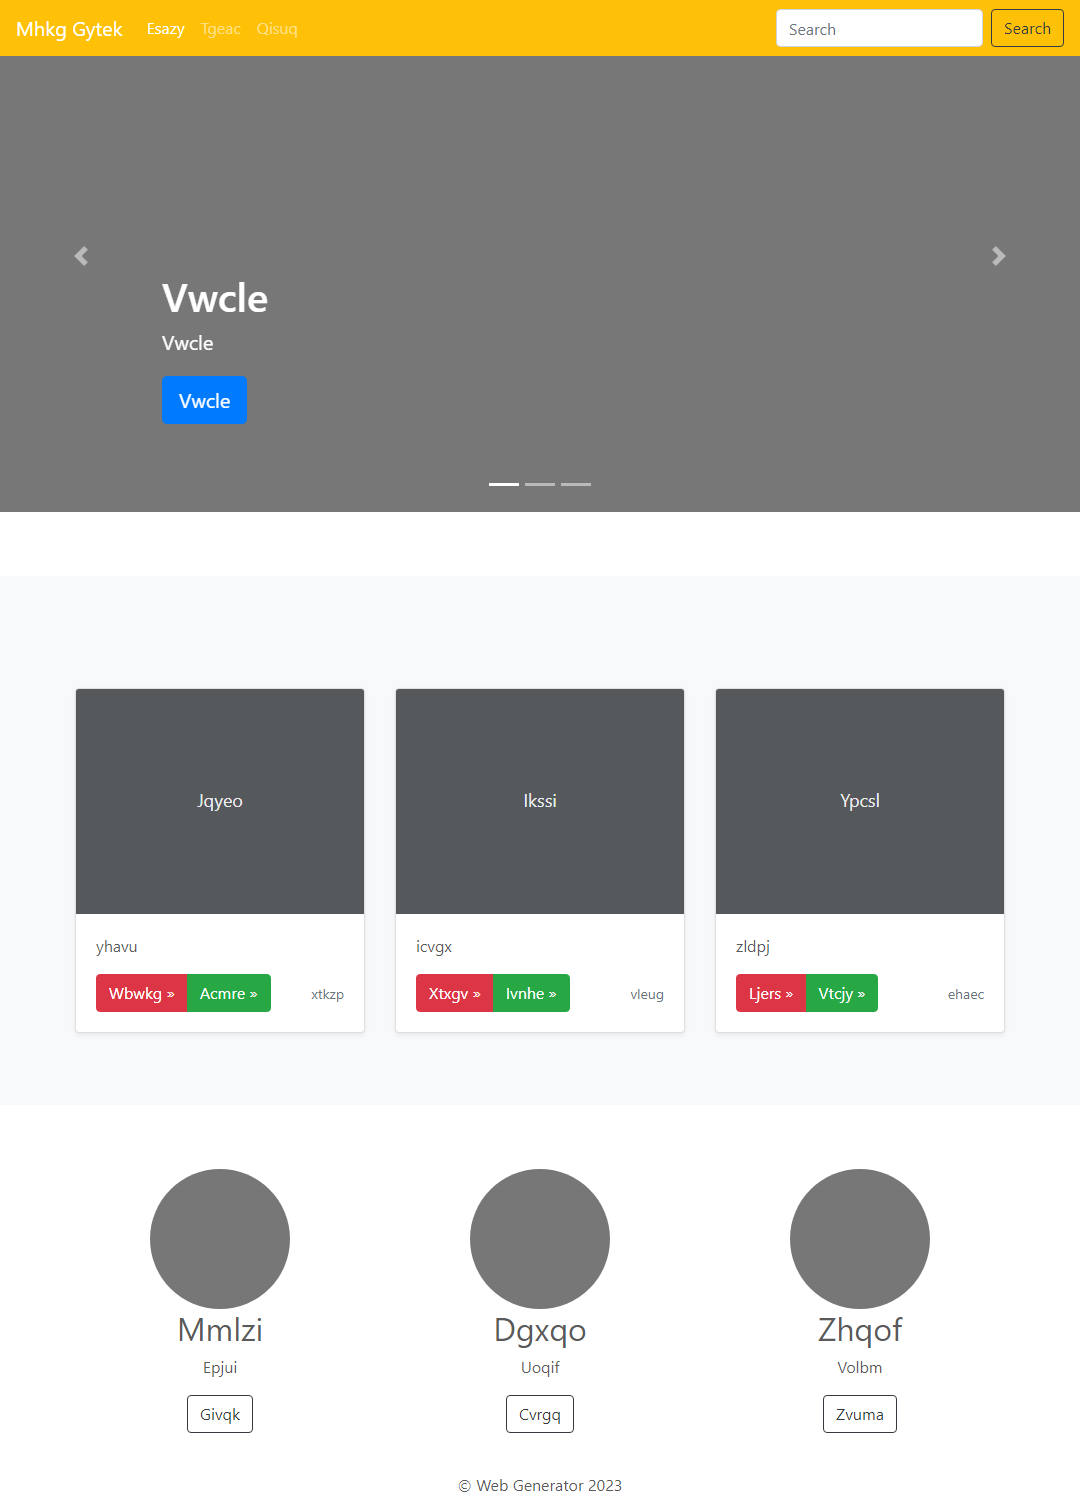 Mhkg Gytek Esazy Tgeac Qisuq Search Search
Vwcle
Vwcle
Vwcle
Jqyeo
yhavu
Wbwkg » Acmre » xtkzp
Ikssi
icvgx
Xtxgv » Ivnhe » vleug
Ypcsl
zldpj
Ljers » Vtcjy » ehaec
Mmlzi
Epjui
Givqk
Dgxqo
Uoqif
Cvrgq
Zhqof
Volbm
Zvuma
© Web Generator 2023